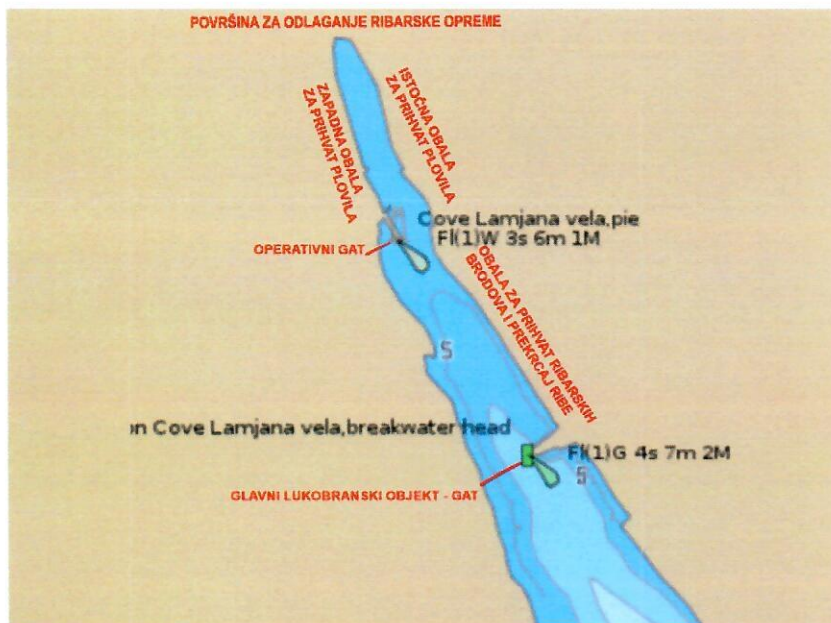 POVRŠINA ZA ODLAGANJE RIBARSKE OPREME
ZAPADNA OBALA
ZA PRIHVAT PLOVILA
ISTOČNA OBALA
ZA PRIHVAT PLOVILA
Cove Lamjana vela,pie
Fl(1)W 3s 6m 1M
OPERATIVNI GAT
OBALA ZA PRIHVAT RIBARSKIH
BRODOVA I PREKRCAJ RIBE
5
n Cove Lamjana vela,breakwater head
Fl(1)G 4s 7m 2M
5
GLAVNI LUKOBRANSKI OBJEKT - GAT